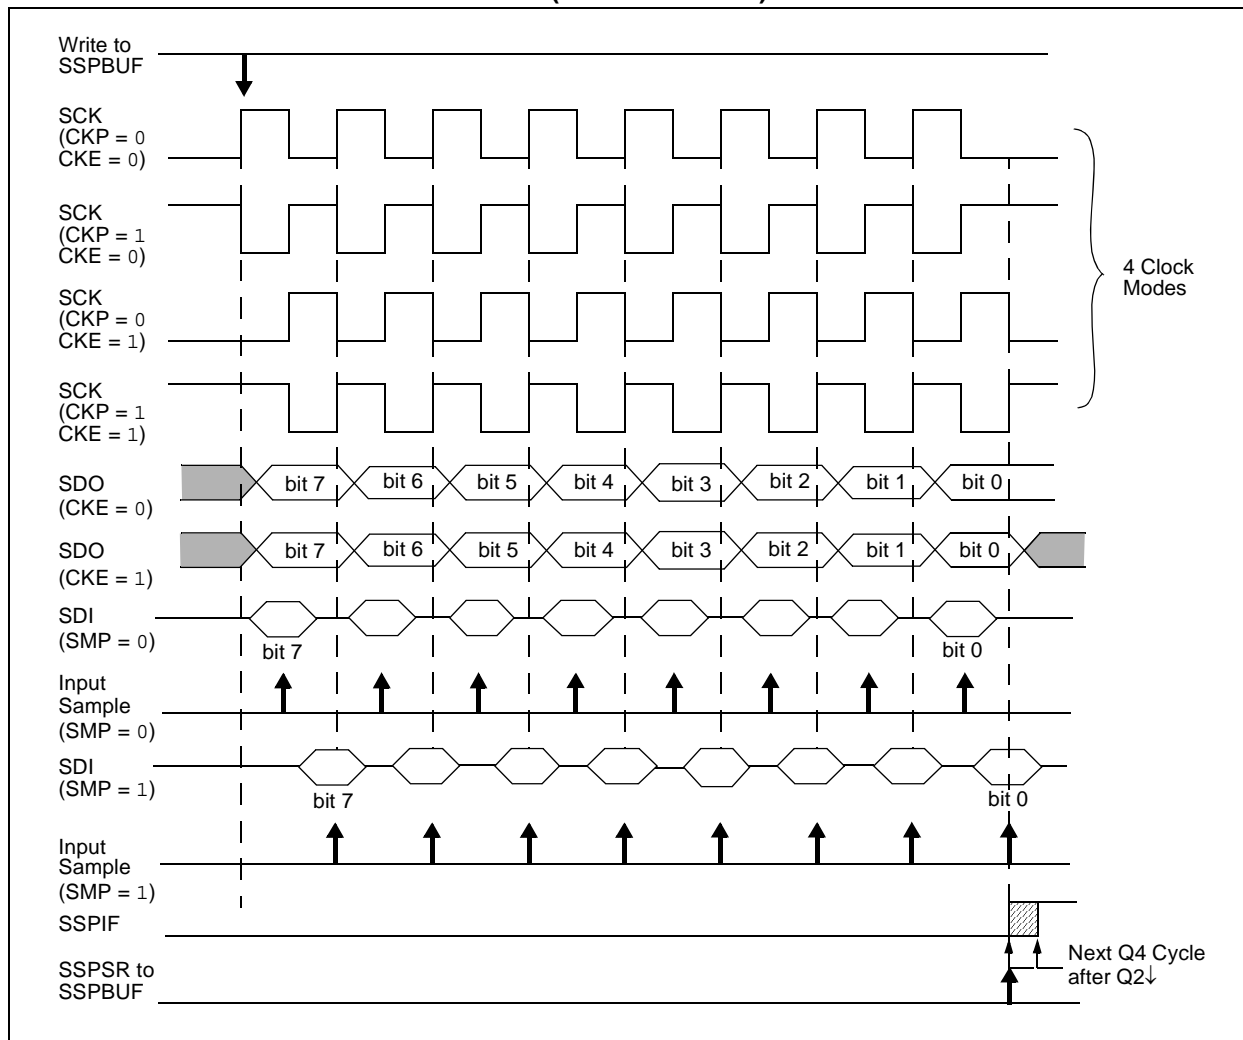 Write to
SSPBUF
SCK
(CKP = 0
CKE = 0)
SCK
(CKP = 1
CKE = 0)
4 Clock
Modes
SCK
(CKP = 0
CKE = 1)
SCK
(CKP = 1
CKE = 1)
SDO
(CKE = 0)
bit 7 bit 6 bit 5 bit 4 bit 3 bit 2 bit 1 bit 0
SDO
(CKE = 1)
bit 7 bit 6 bit 5 bit 4 bit 3 bit 2 bit 1 bit 0
SDI
(SMP = 0)
bit 7 bit 0
Input
Sample
(SMP = 0)
SDI
(SMP = 1)
bit 7 bit 0
Input
Sample
(SMP = 1)
SSPIF
Next Q4 Cycle
after Q2↓
SSPSR to
SSPBUF